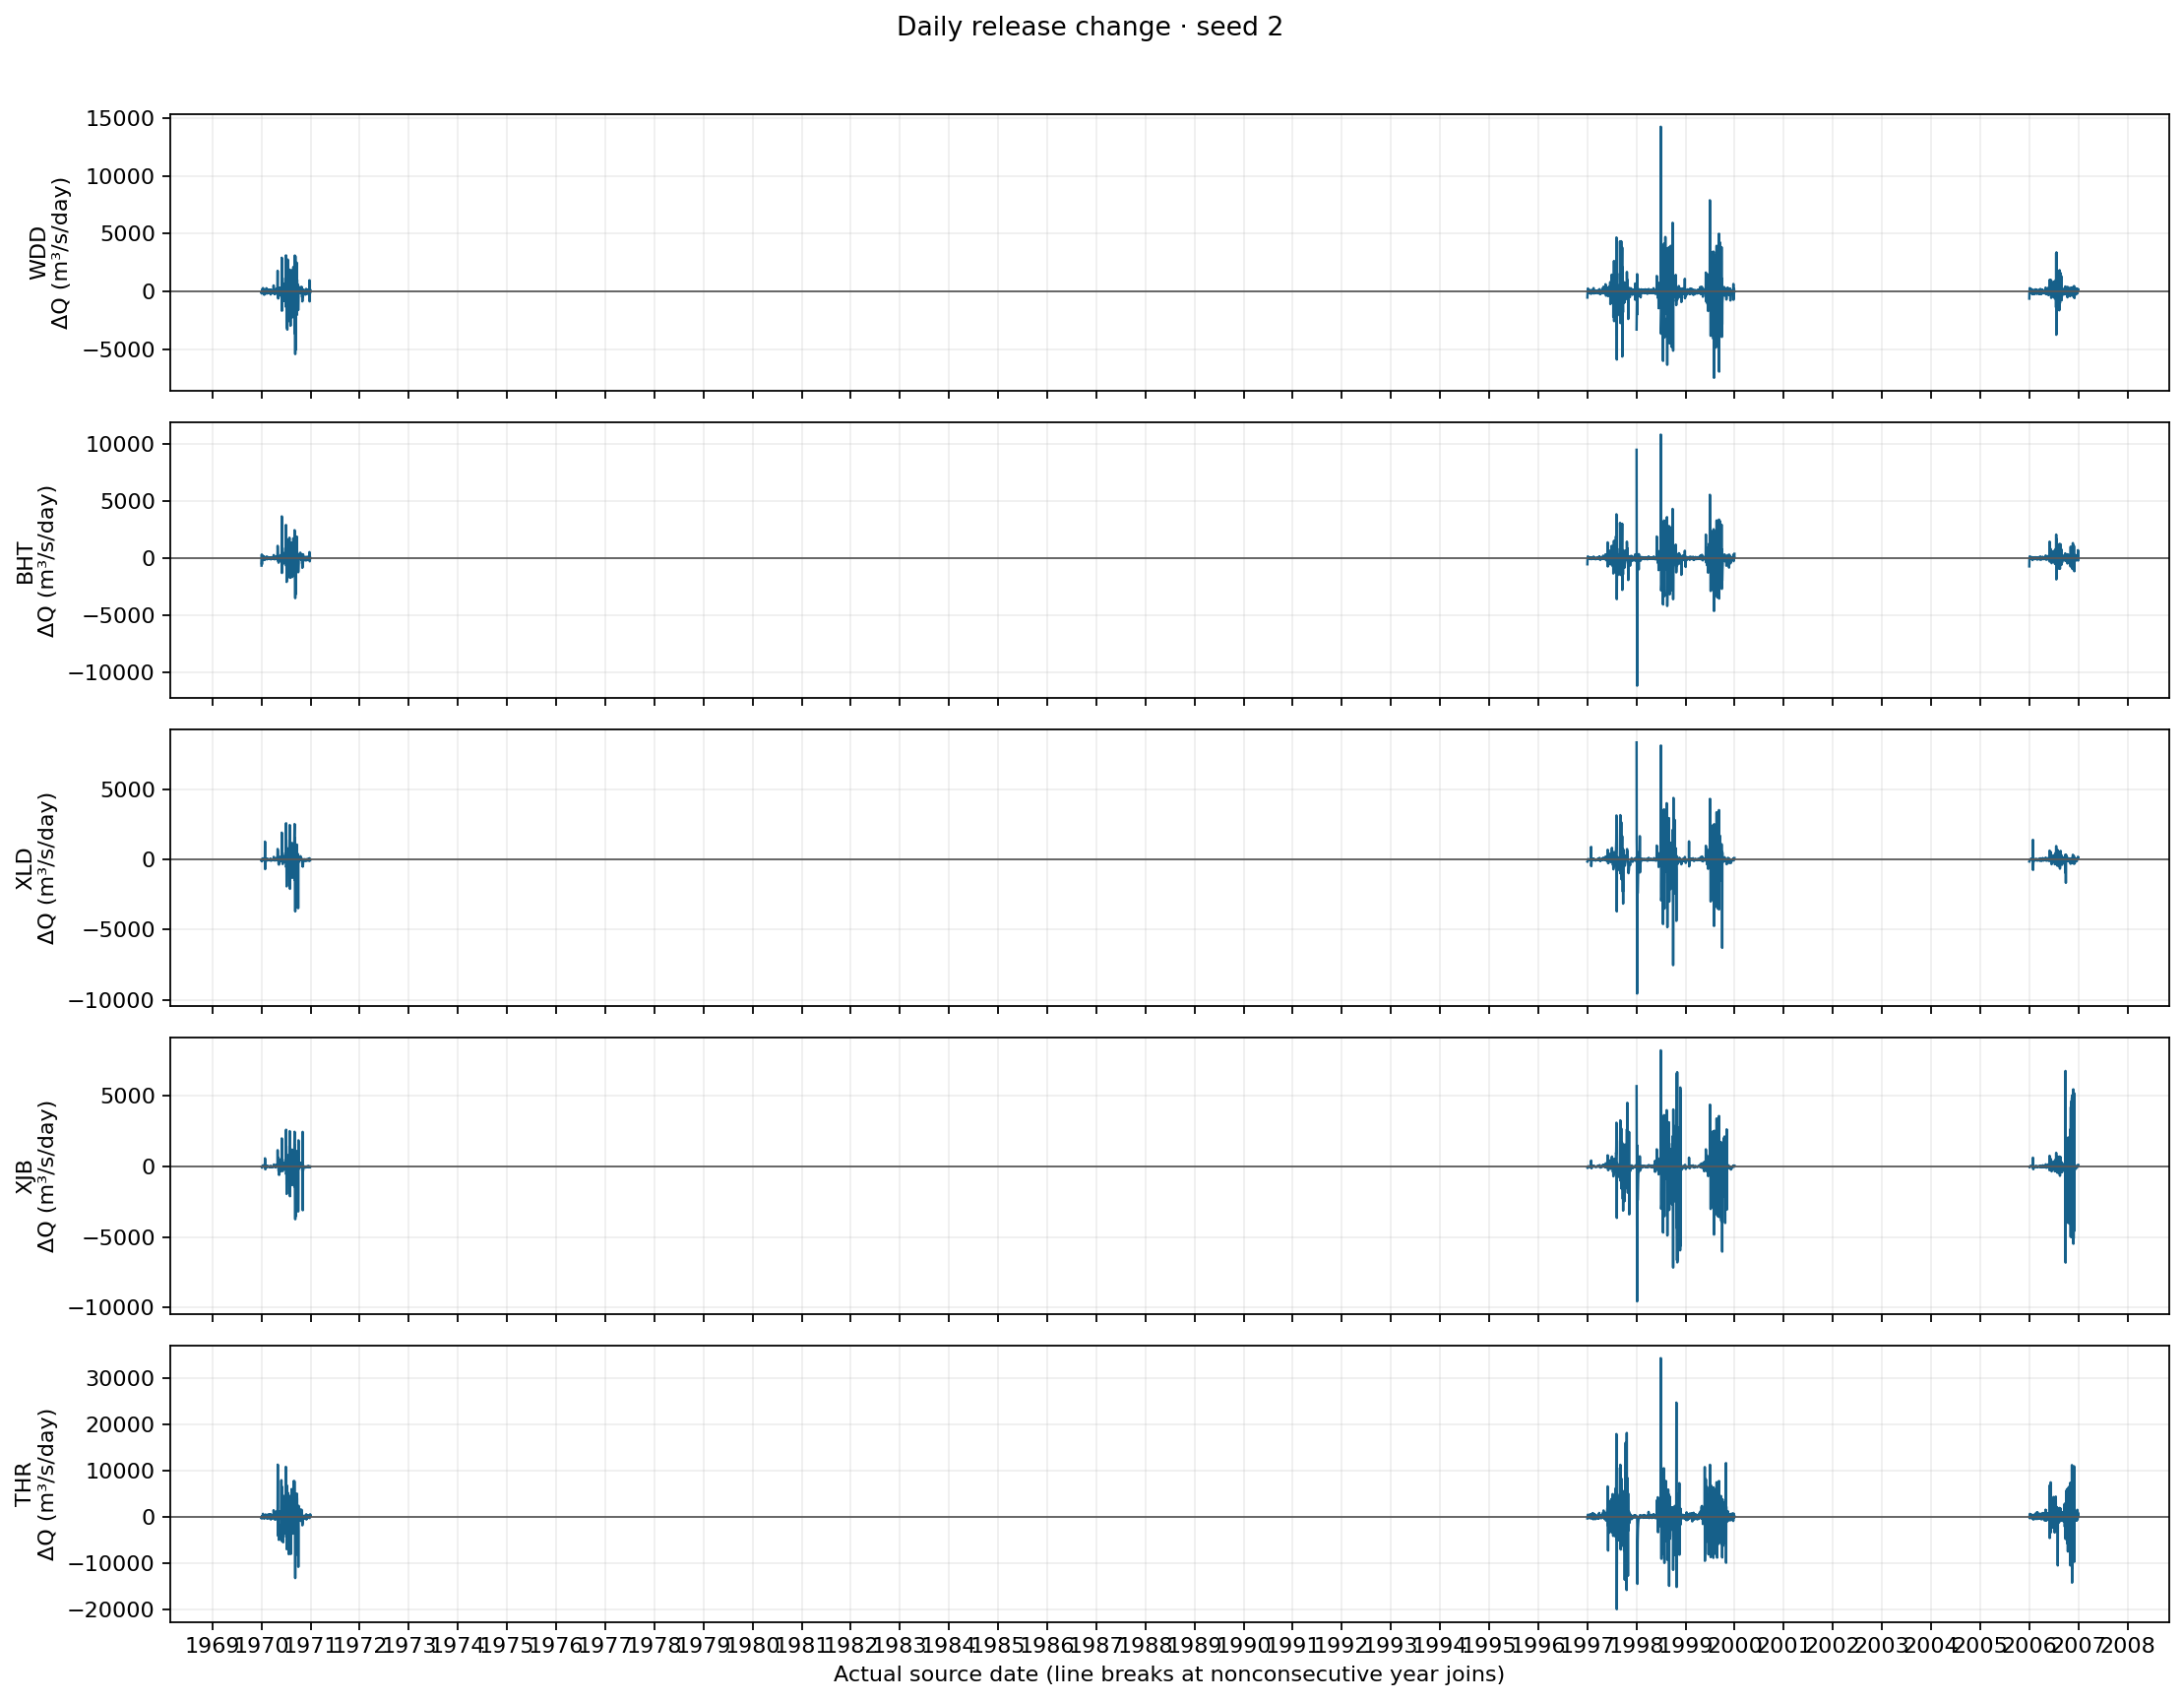 Daily release change · seed 2
WDD
ΔQ (m³/s/day)
15000
10000
5000
0
−5000
BHT
ΔQ (m³/s/day)
10000
5000
0
−5000
−10000
XLD
ΔQ (m³/s/day)
5000
0
−5000
−10000
XJB
ΔQ (m³/s/day)
5000
0
−5000
−10000
THR
ΔQ (m³/s/day)
30000
20000
10000
0
−10000
−20000
1969 1970 1971 1972 1973 1974 1975 1976 1977 1978 1979 1980 1981 1982 1983 1984 1985 1986 1987 1988 1989 1990 1991 1992 1993 1994 1995 1996 1997 1998 1999 2000 2001 2002 2003 2004 2005 2006 2007 2008
Actual source date (line breaks at nonconsecutive year joins)